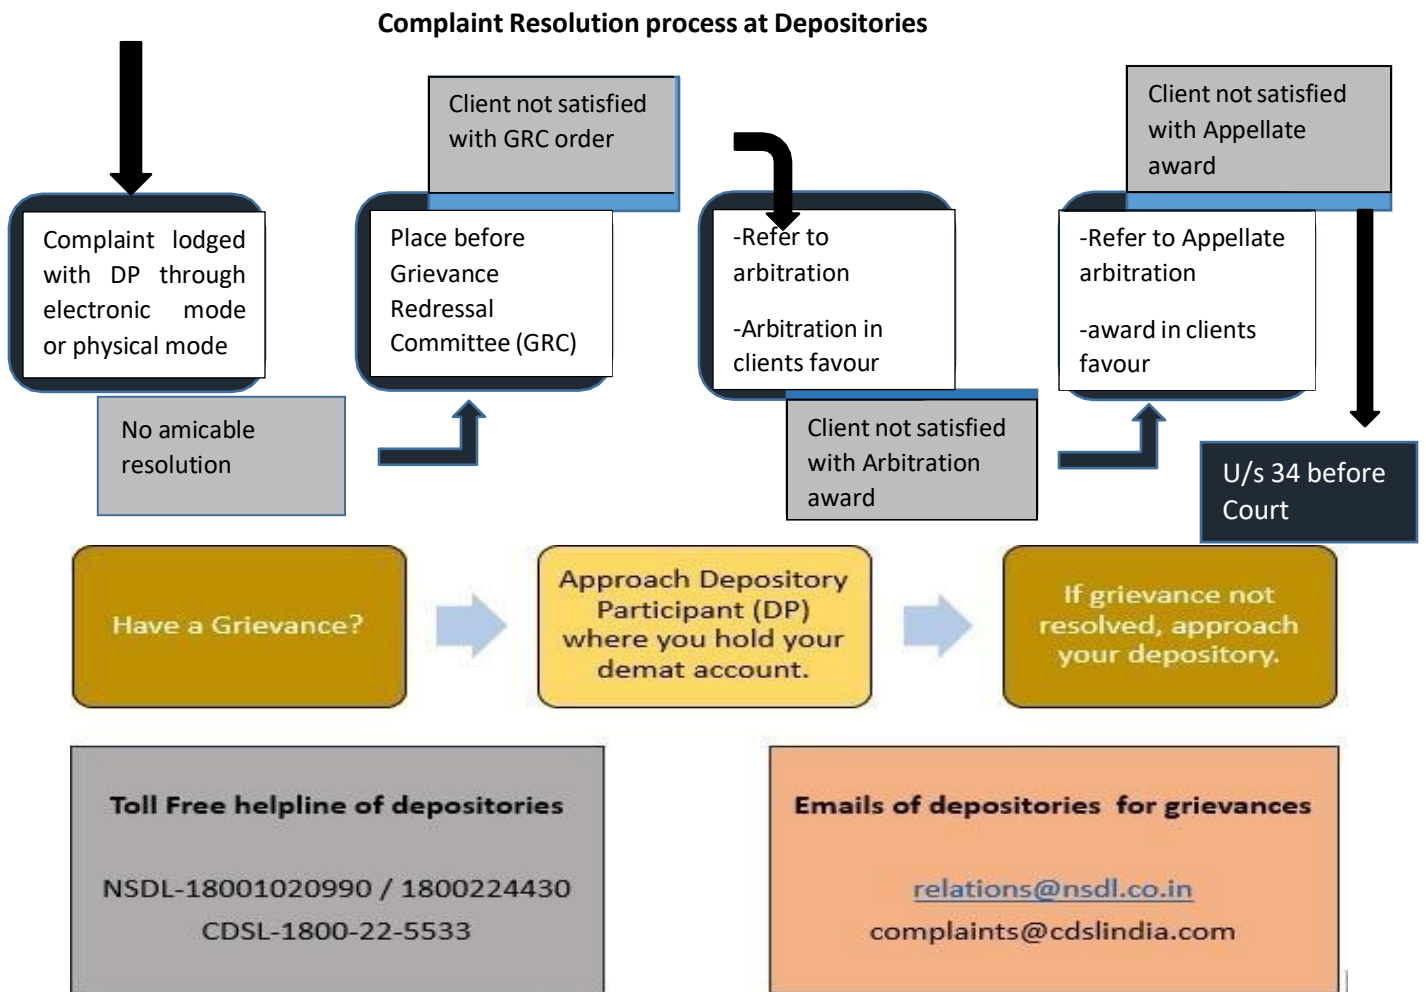 Complaint Resolution process at Depositories
Complaint lodged
with DP through
electronic mode
or physical mode
No amicable
resolution
Place before
Grievance
Redressal
Committee (GRC)
Client not satisfied
with GRC order
-Refer to
arbitration
-Arbitration in
clients favour
Client not satisfied
with Arbitration
award
-Refer to Appellate
arbitration
-award in clients
favour
Client not satisfied
with Appellate
award
U/s 34 before
Court
Have a Grievance?
Approach Depository
Participant (DP)
where you hold your
demat account.
If grievance not
resolved, approach
your depository.
Toll Free helpline of depositories
NSDL-18001020990 / 1800224430
CDSL-1800-22-5533
Emails of depositories for grievances
relations@nsdl.co.in
complaints@cdslindia.com